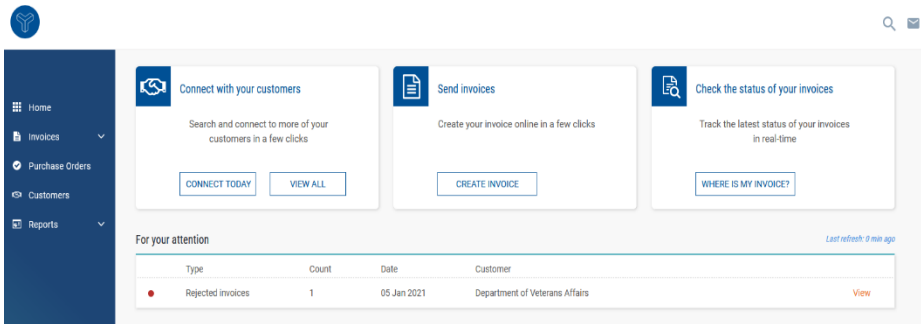 Home
Invoices
Purchase Orders
Customers
Reports
Connect with your customers
Search and connect to more of your
customers in a few clicks
CONNECT TODAY
VIEW ALL
Send invoices
Create your invoice online in a few clicks
CREATE INVOICE
Check the status of your invoices
Track the latest status of your invoices
in real-time
WHERE IS MY INVOICE?
For your attention
Last refresh: 0 min ago
Type Count Date Customer
Rejected invoices 1 05 Jan 2021 Department of Veterans Affairs View